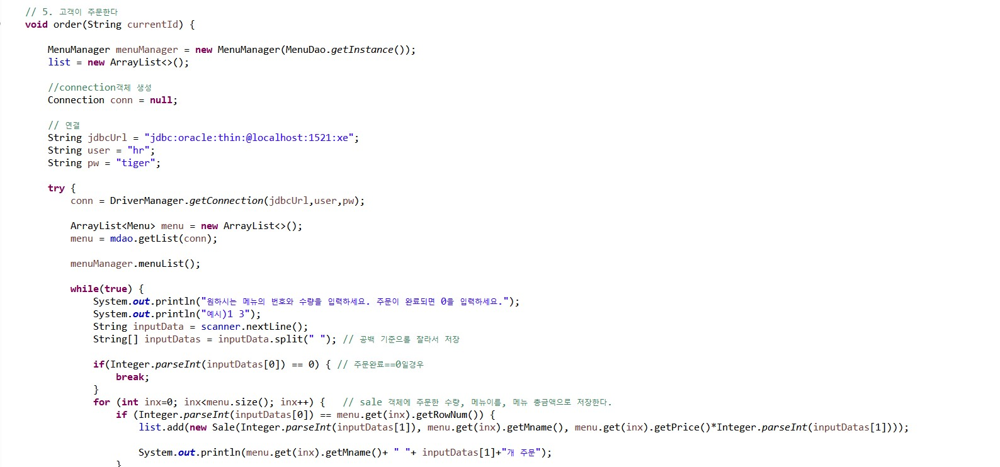 // 5. 고객이 주문한다
void order(String currentId) {
MenuManager menuManager = new MenuManager(MenuDao.getInstance());
list = new ArrayList<>();
//connection객체 생성
Connection conn = null;
// 연결
String jdbcUrl = "jdbc:oracle:thin:@localhost:1521:xe";
String user = "hr";
String pw = "tiger";
try {
conn = DriverManager.getConnection(jdbcUrl,user,pw);
ArrayList<Menu> menu = new ArrayList<>();
menu = mdao.getList(conn);
menuManager.menuList();
while(true) {
System.out.println("원하시는 메뉴의 번호와 수량을 입력하세요. 주문이 완료되면 0을 입력하세요.");
System.out.println("예시)1 3");
String inputData = scanner.nextLine();
String[] inputDatas = inputData.split(" "); // 공백 기준으롤 잘라서 저장
if(Integer.parseInt(inputDatas[0]) == 0) { // 주문완료==0일경우
break;
}
for (int inx=0; inx<menu.size(); inx++) { // sale 객체에 주문한 수량, 메뉴이름, 메뉴 총금액으로 저장한다.
if (Integer.parseInt(inputDatas[0]) == menu.get(inx).getRowNum()) {
list.add(new Sale(Integer.parseInt(inputDatas[1]), menu.get(inx).getMname(), menu.get(inx).getPrice()*Integer.parseInt(inputDatas[1])));
System.out.println(menu.get(inx).getMname()+ " "+ inputDatas[1]+"개 주문");
}